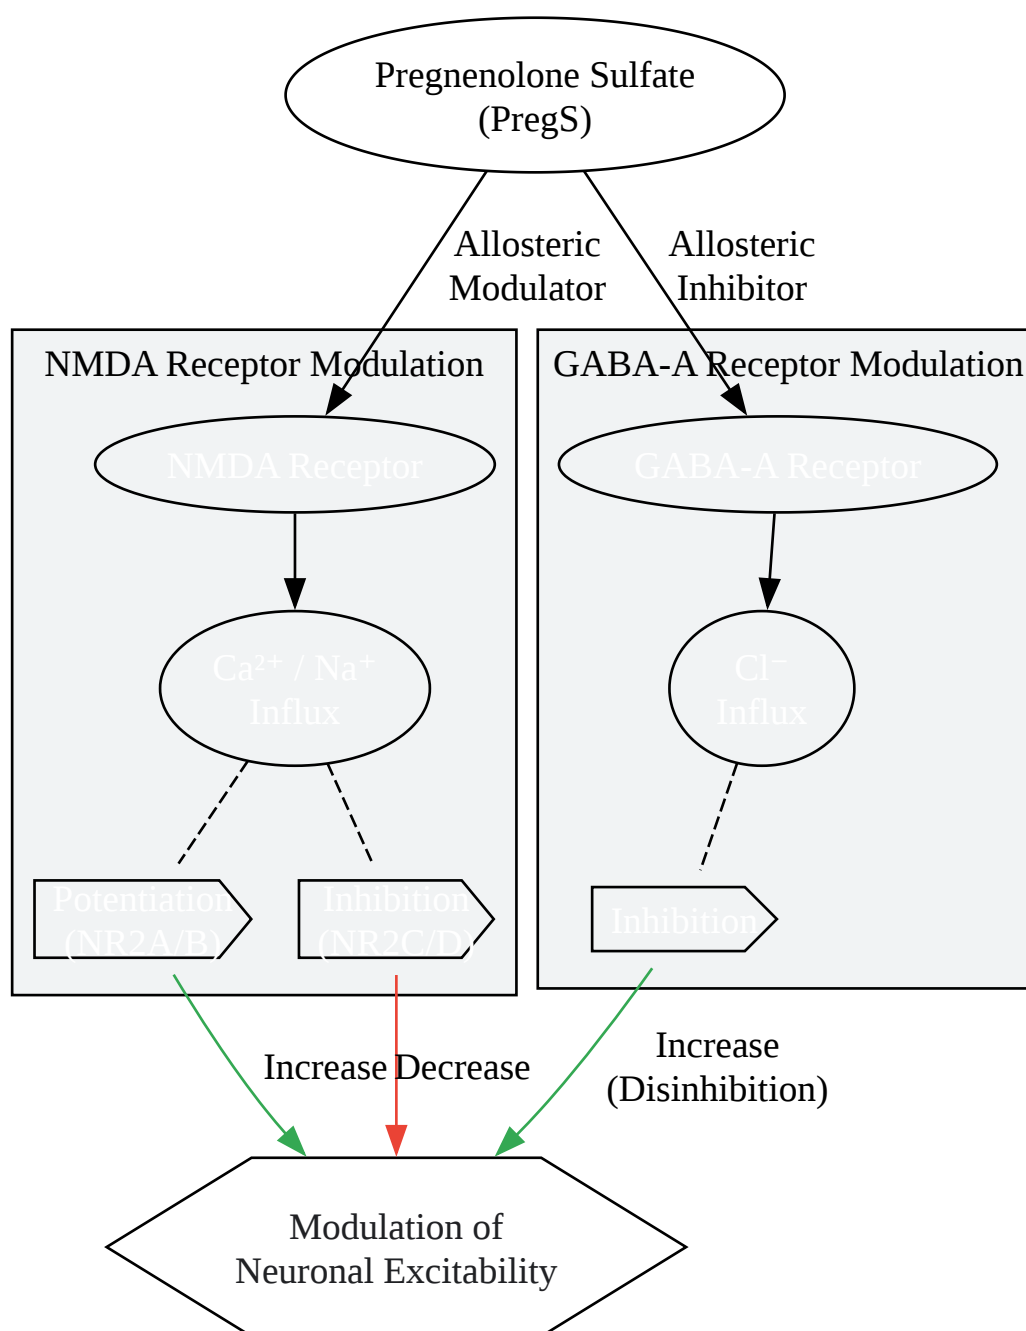 Pregnenolone Sulfate
(PregS)
Allosteric
Modulator
Allosteric
Inhibitor
NMDA Receptor Modulation
GABA-A Receptor Modulation
NMDA Receptor
GABA-A Receptor
Ca²⁺ / Na⁺
Influx
Cl⁻
Influx
Potentiation
(NR2A/B)
Inhibition
(NR2C/D)
Inhibition
Increase
Decrease
Increase
(Disinhibition)
Modulation of
Neuronal Excitability